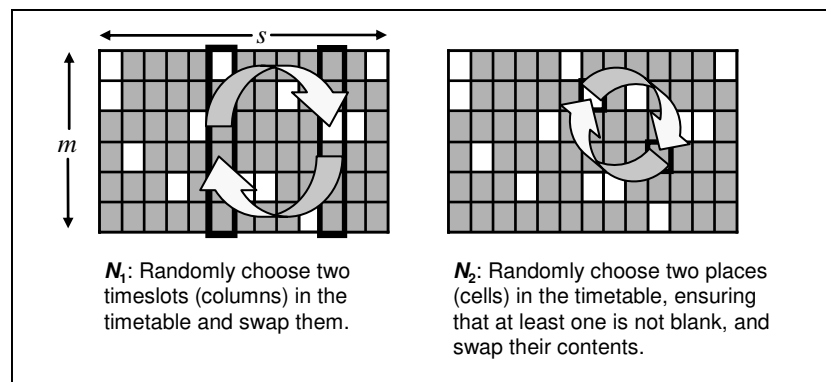 s
m
N1: Randomly choose two
timeslots (columns) in the
timetable and swap them.
N2: Randomly choose two places
(cells) in the timetable, ensuring
that at least one is not blank, and
swap their contents.